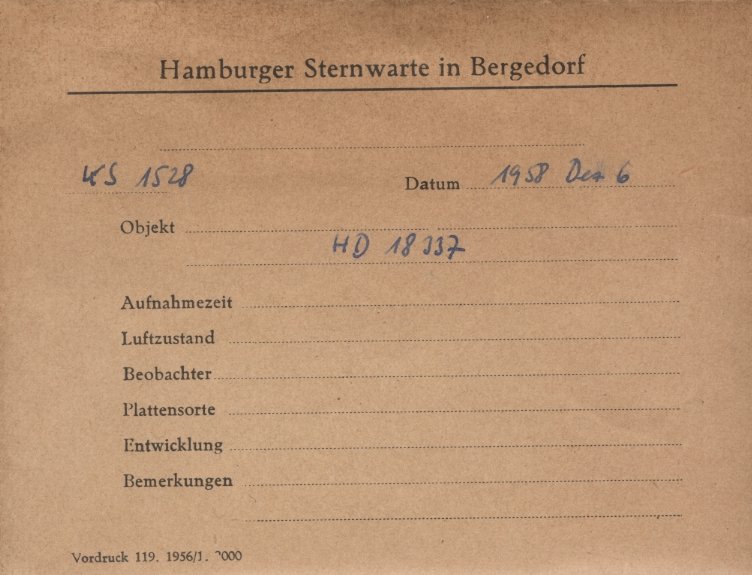 Hamburger Sternwarte in Bergedorf
KS 1528 Datum 1958 Dez 6
Objekt
HD 18337
Aufnahmezeit
Luftzustand
Beobachter
Plattensorte
Entwicklung
Bemerkungen
Vordruck 119. 1956/1.